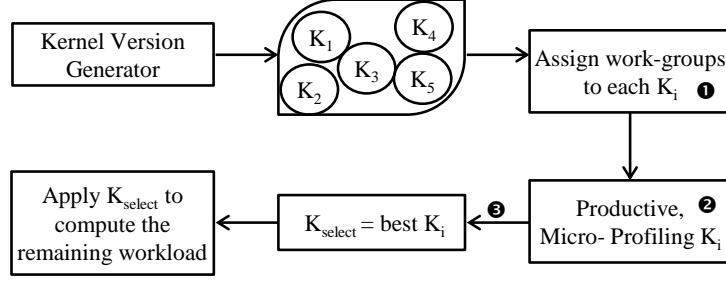 Kernel Version
Generator
K1
K2
K3
K4
K5
Assign work-groups
to each Ki ❶
Productive, ❷
Micro- Profiling Ki
❸
Kselect = best Ki
Apply Kselect to
compute the
remaining workload